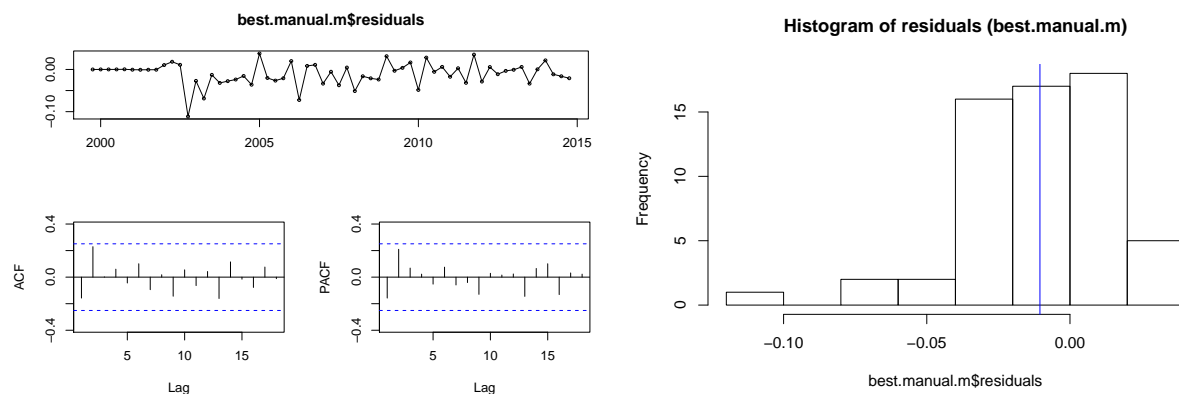 best.manual.m$residuals
0.00
−0.10
2000 2005 2010 2015
0.4
0.0
−0.4
ACF
5 10 15
Lag
0.4
0.0
−0.4
PACF
5 10 15
Lag
Histogram of residuals (best.manual.m)
15
10
5
0
Frequency
−0.10 −0.05 0.00
best.manual.m$residuals